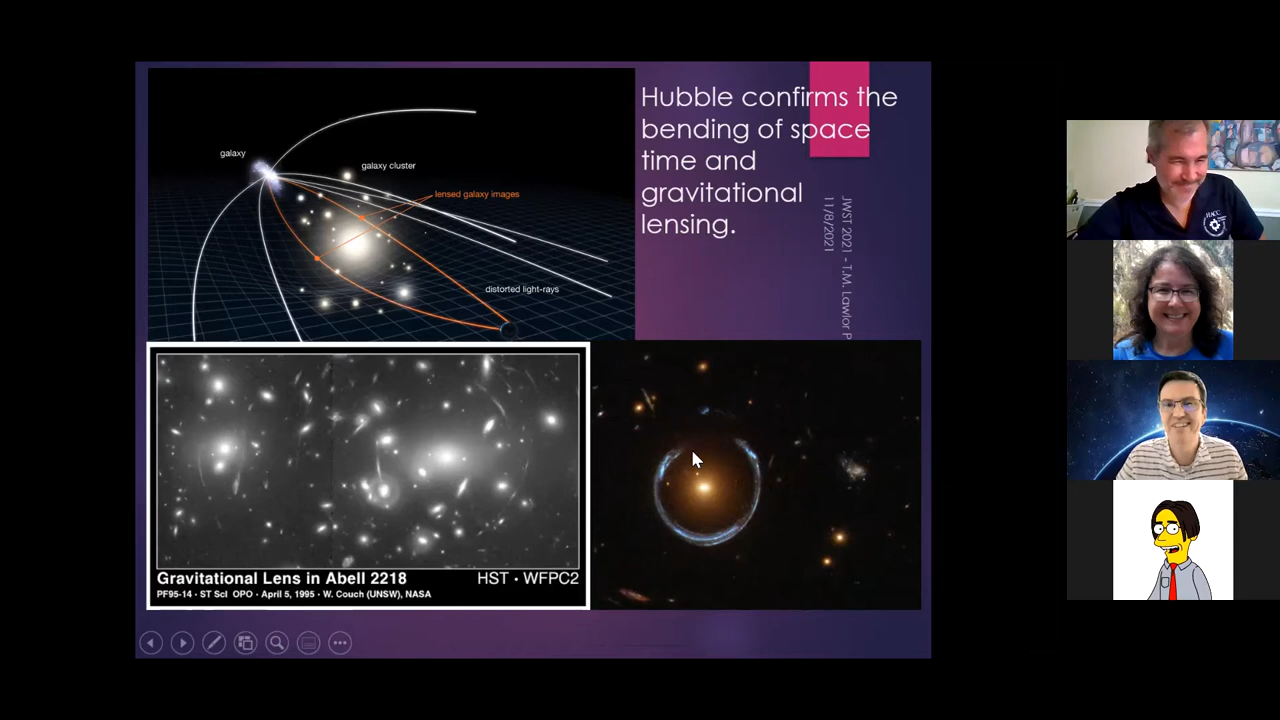 Hubble confirms the
bending of space
time and
gravitational
lensing.
galaxy
galaxy cluster
lensed galaxy images
distorted light-rays
JWST 2021 - T.M. Lawlor P
11/8/2021
Gravitational Lens in Abell 2218
HST · WFPC2
PF95-14 · ST ScI OPO · April 5, 1995 · W. Couch (UNSW), NASA
HACC